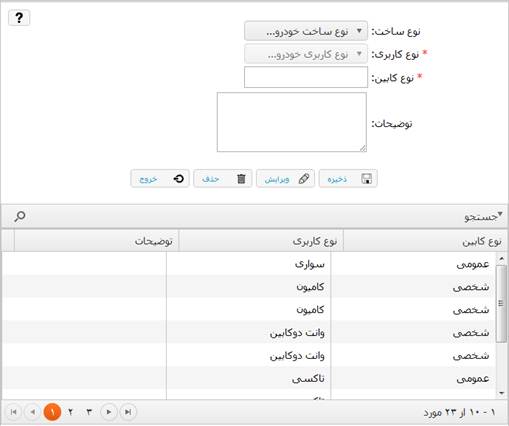 ?
نوع ساخت: نوع ساخت خودرو...
* نوع کاربری: نوع کاربری خودرو...
* نوع کابین:
توضیحات:
ذخیره ویرایش حذف خروج
جستجو
نوع کابین نوع کاربری توضیحات
عمومی سواری
شخصی کامیون
شخصی کامیون
شخصی وانت دوکابین
شخصی وانت دوکابین
عمومی تاکسی
۱ - ۱۰ از ۲۳ مورد
۱ ۲ ۳